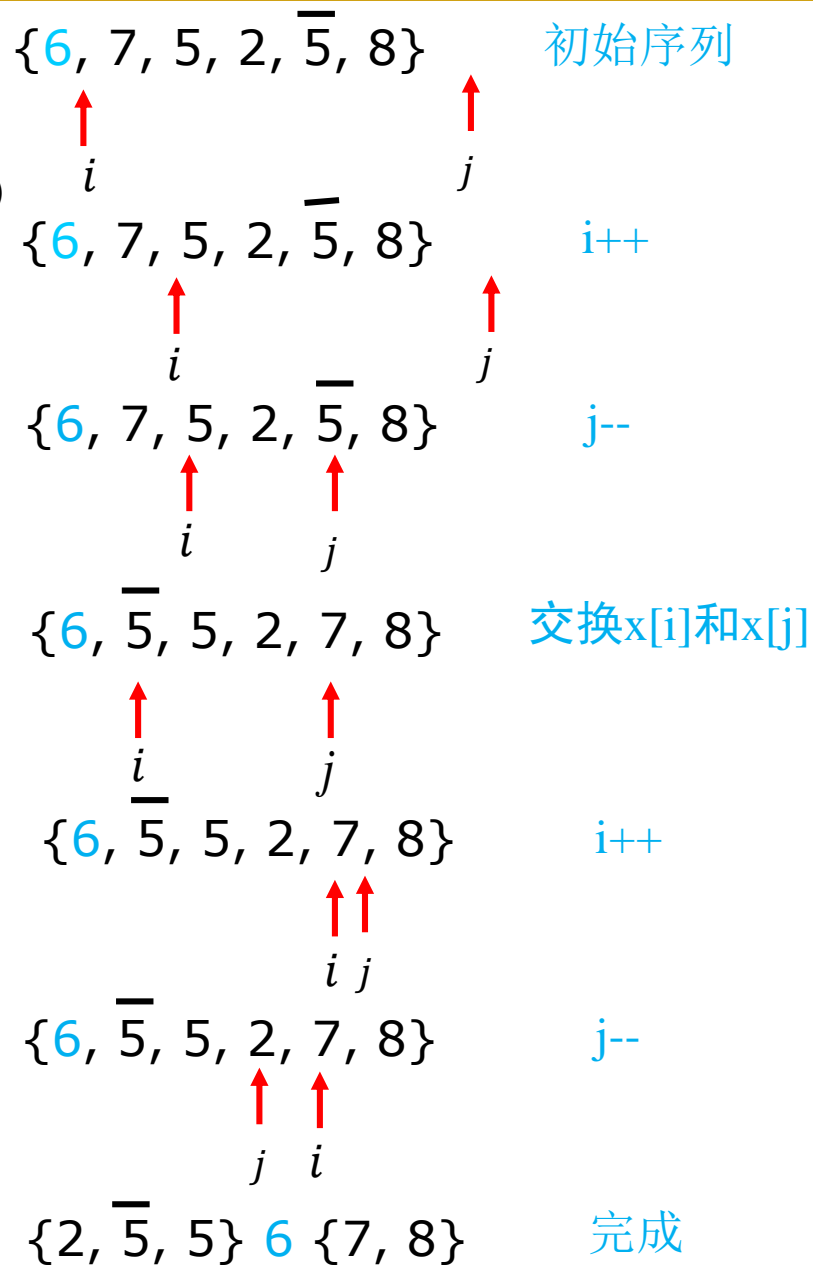 {6, 7, 5, 2, 5̅, 8} 初始序列
i j
)
{6, 7, 5, 2, 5̅, 8} i++
i j
{6, 7, 5, 2, 5̅, 8} j--
i j
{6, 5̅, 5, 2, 7, 8} 交换x[i]和x[j]
i j
{6, 5̅, 5, 2, 7, 8} i++
i j
{6, 5̅, 5, 2, 7, 8} j--
j i
{2, 5̅, 5} 6 {7, 8} 完成